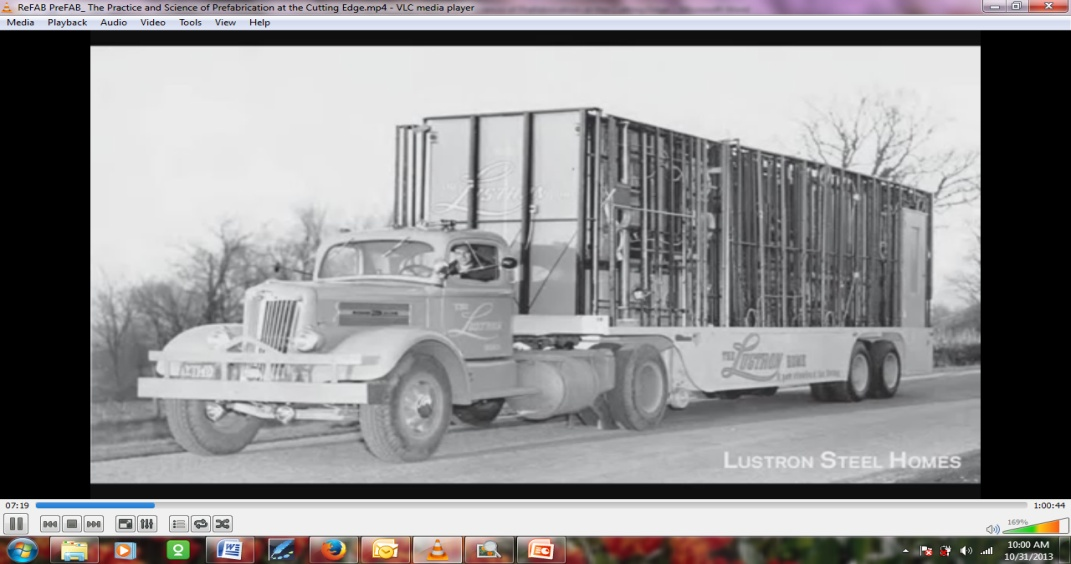 ReFAB PreFAB_ The Practice and Science of Prefabrication at the Cutting Edge.mp4 - VLC media player
Media Playback Audio Video Tools View Help
LUSTRON
THE
LUSTRON
THE LUSTRON HOME
LUSTRON STEEL HOMES
07:19
1:00:44
169%
10:00 AM
10/31/2013